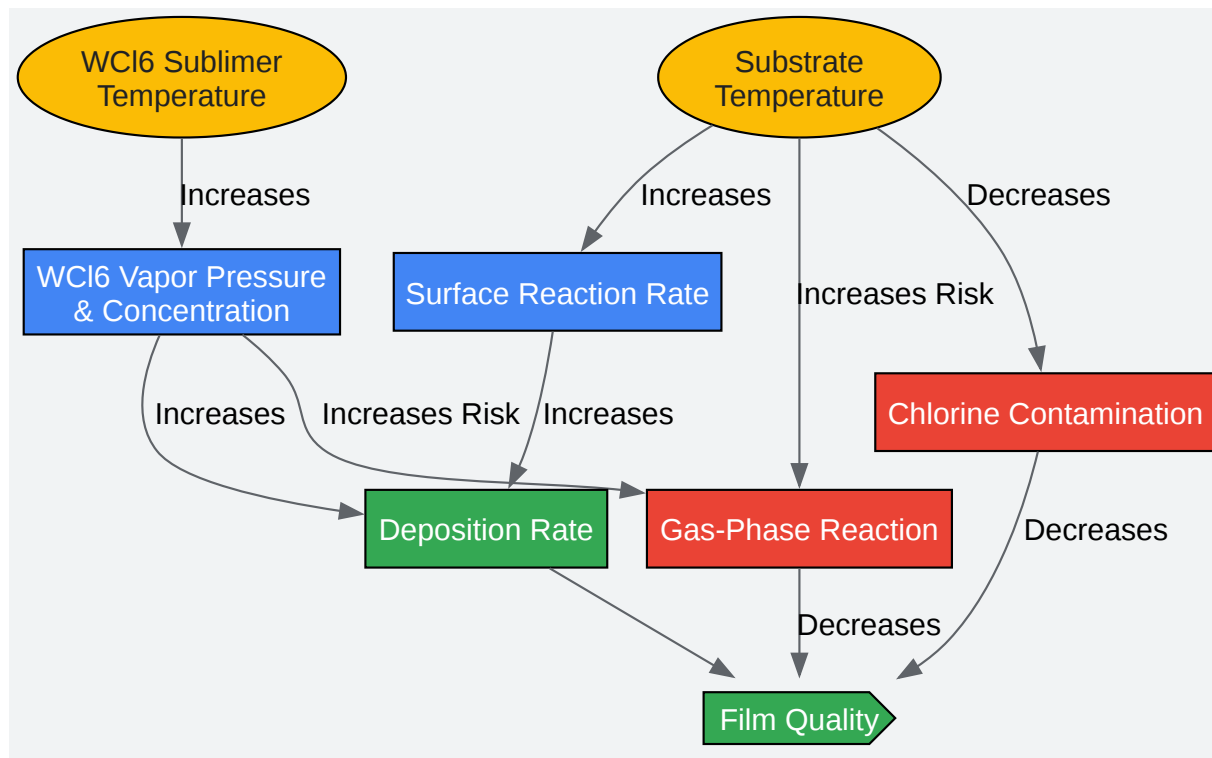 WCl6 Sublimer
Temperature
Substrate
Temperature
Increases
Increases
Decreases
WCl6 Vapor Pressure
& Concentration
Surface Reaction Rate
Increases Risk
Chlorine Contamination
Increases
Increases Risk
Increases
Deposition Rate
Gas-Phase Reaction
Decreases
Decreases
Film Quality